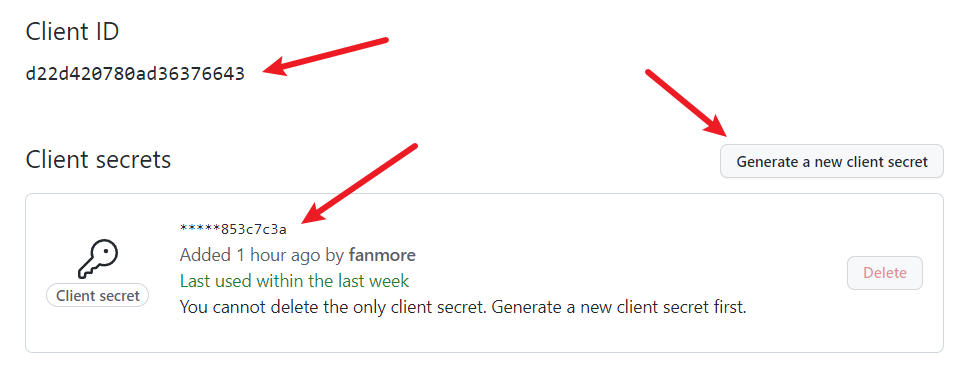 Client ID
d22d420780ad36376643
Client secrets
Generate a new client secret
*****853c7c3a
Added 1 hour ago by fanmore
Last used within the last week
You cannot delete the only client secret. Generate a new client secret first.
Client secret
Delete